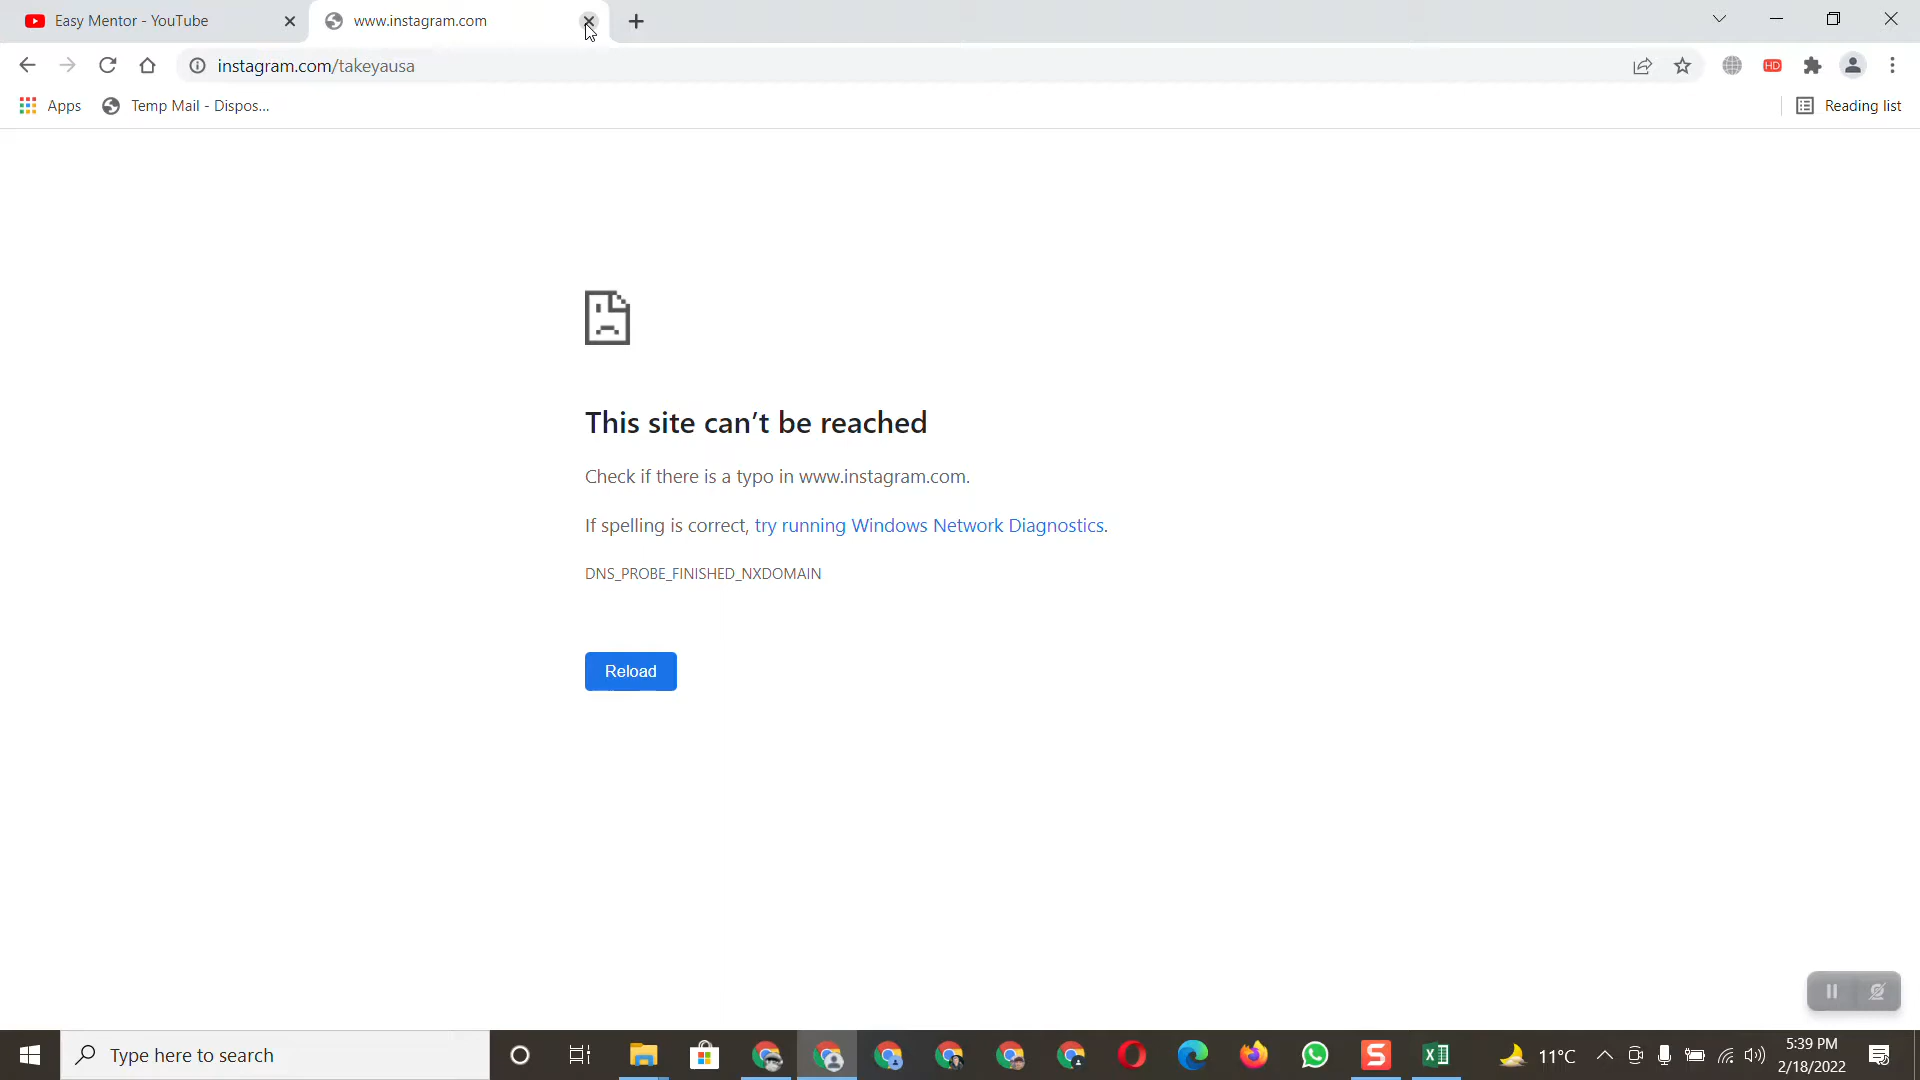 Easy Mentor - YouTube
www.instagram.com
instagram.com/takeyausa
HD
Apps
Temp Mail - Dispos...
Reading list
This site can’t be reached
Check if there is a typo in www.instagram.com.
If spelling is correct, try running Windows Network Diagnostics.
DNS_PROBE_FINISHED_NXDOMAIN
Reload
Type here to search
S
X
11°C
5:39 PM
2/18/2022